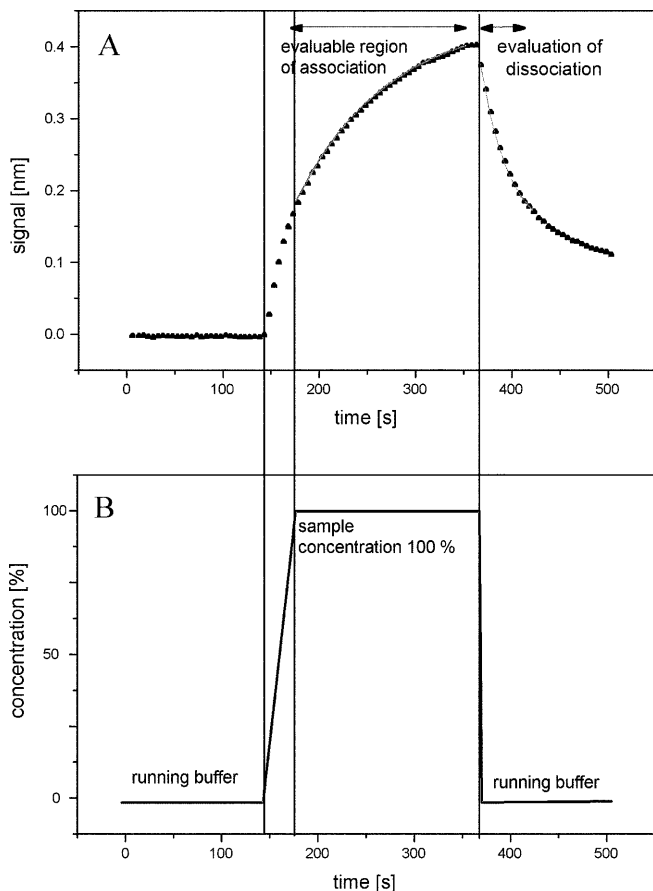 A
evaluable region
of association
evaluation of
dissociation
0.4
0.3
0.2
0.1
0.0
signal [nm]
0
100
200
300
400
500
time [s]
B
100
50
0
concentration [%]
sample
concentration 100 %
running buffer
running buffer
0
100
200
300
400
500
time [s]